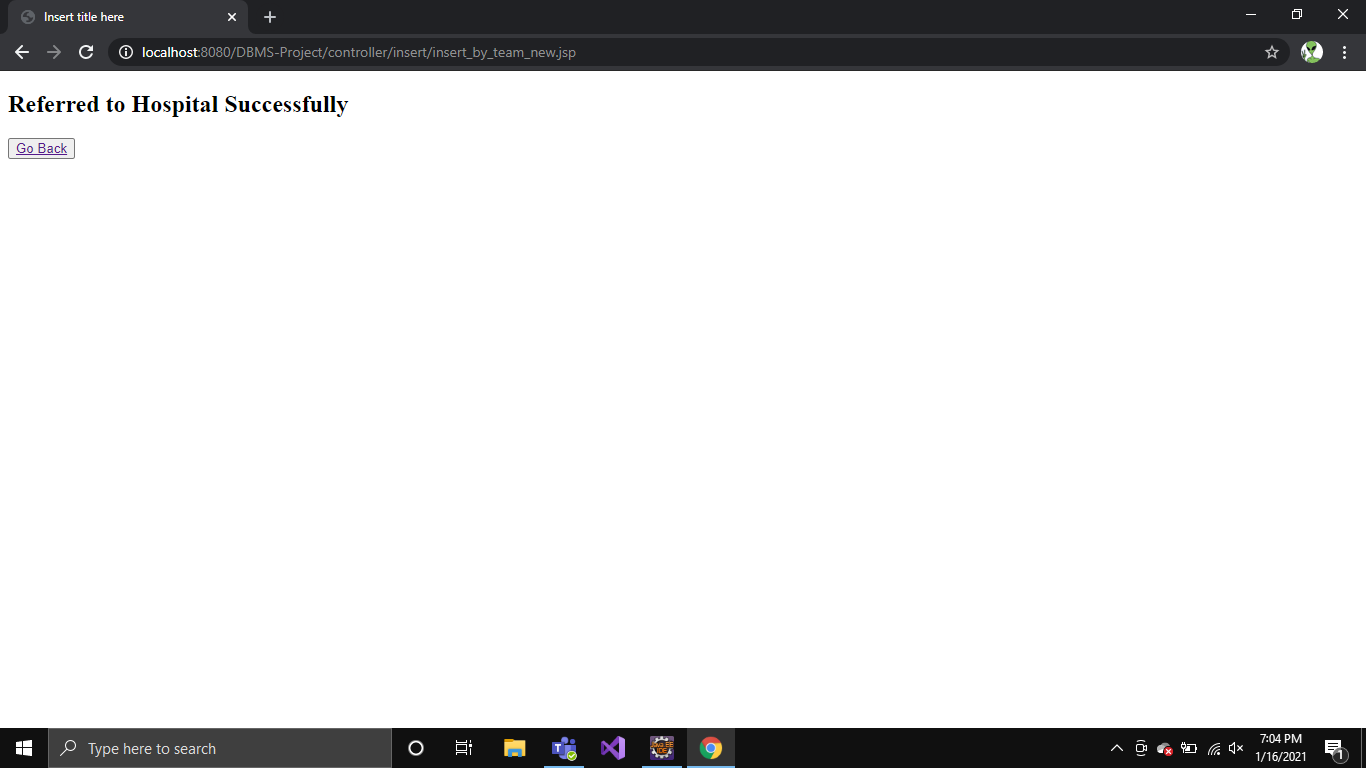 Insert title here
localhost:8080/DBMS-Project/controller/insert/insert_by_team_new.jsp
Referred to Hospital Successfully
Go Back
Type here to search
7:04 PM
1/16/2021
1